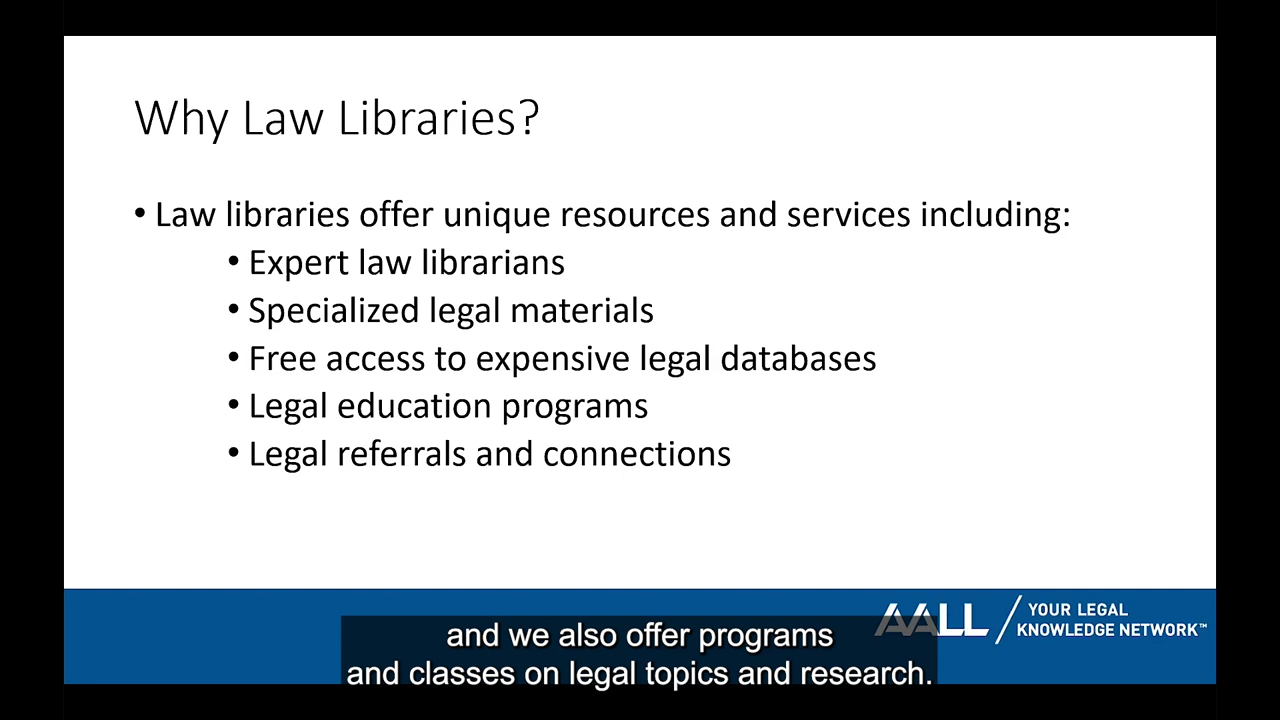 Why Law Libraries?
• Law libraries offer unique resources and services including:
• Expert law librarians
• Specialized legal materials
• Free access to expensive legal databases
• Legal education programs
• Legal referrals and connections
AALL / YOUR LEGAL
KNOWLEDGE NETWORK™
and we also offer programs
and classes on legal topics and research.